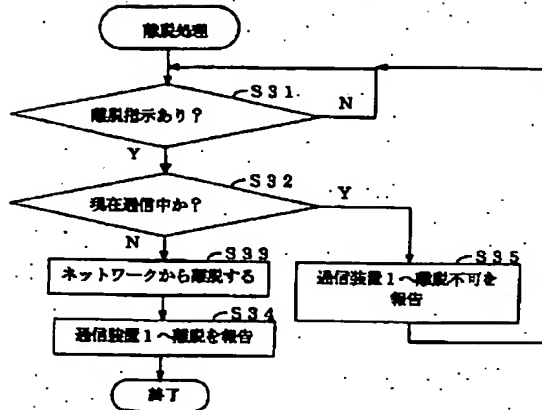 離脱処理
S31
離脱指示あり?
N
Y
S32
現在通信中か?
Y
N
S33
ネットワークから離脱する
S35
通信装置1へ離脱不可を
報告
S34
通信装置1へ離脱を報告
終了